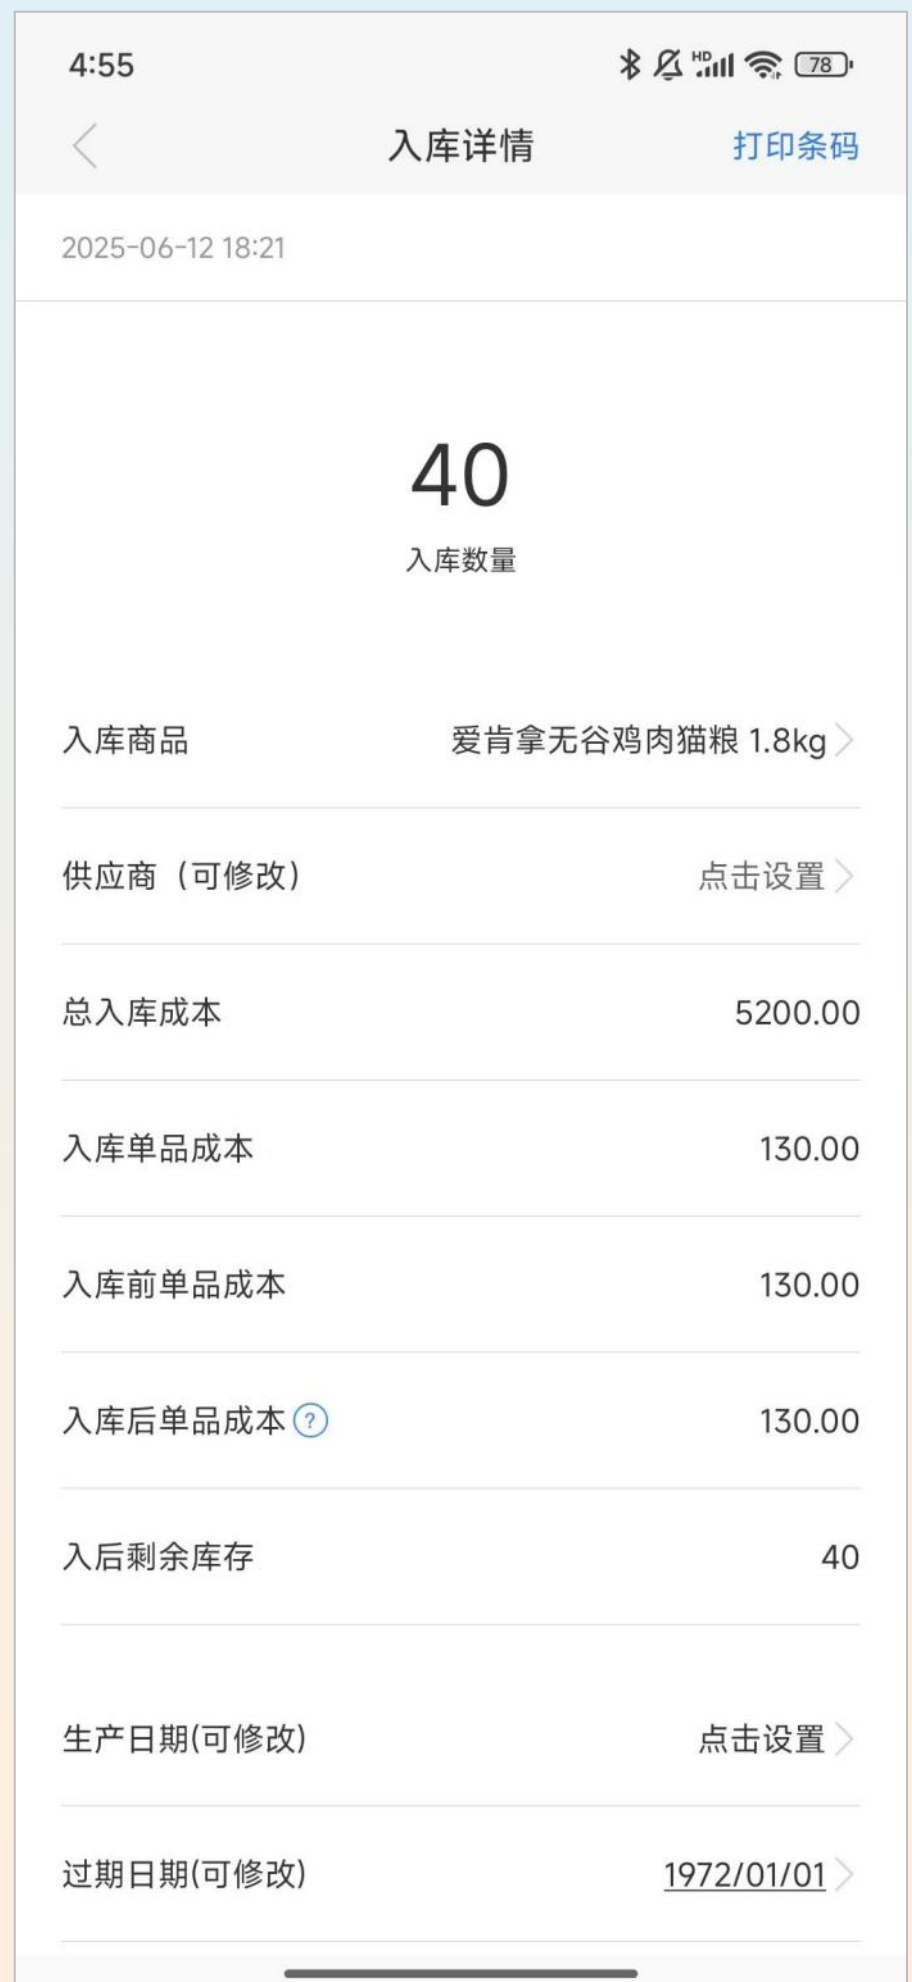 4:55 HD 78
入库详情 打印条码
2025-06-12 18:21
40
入库数量
入库商品 爱肯拿无谷鸡肉猫粮 1.8kg
供应商（可修改） 点击设置
总入库成本 5200.00
入库单品成本 130.00
入库前单品成本 130.00
入库后单品成本 ? 130.00
入后剩余库存 40
生产日期(可修改) 点击设置
过期日期(可修改) 1972/01/01